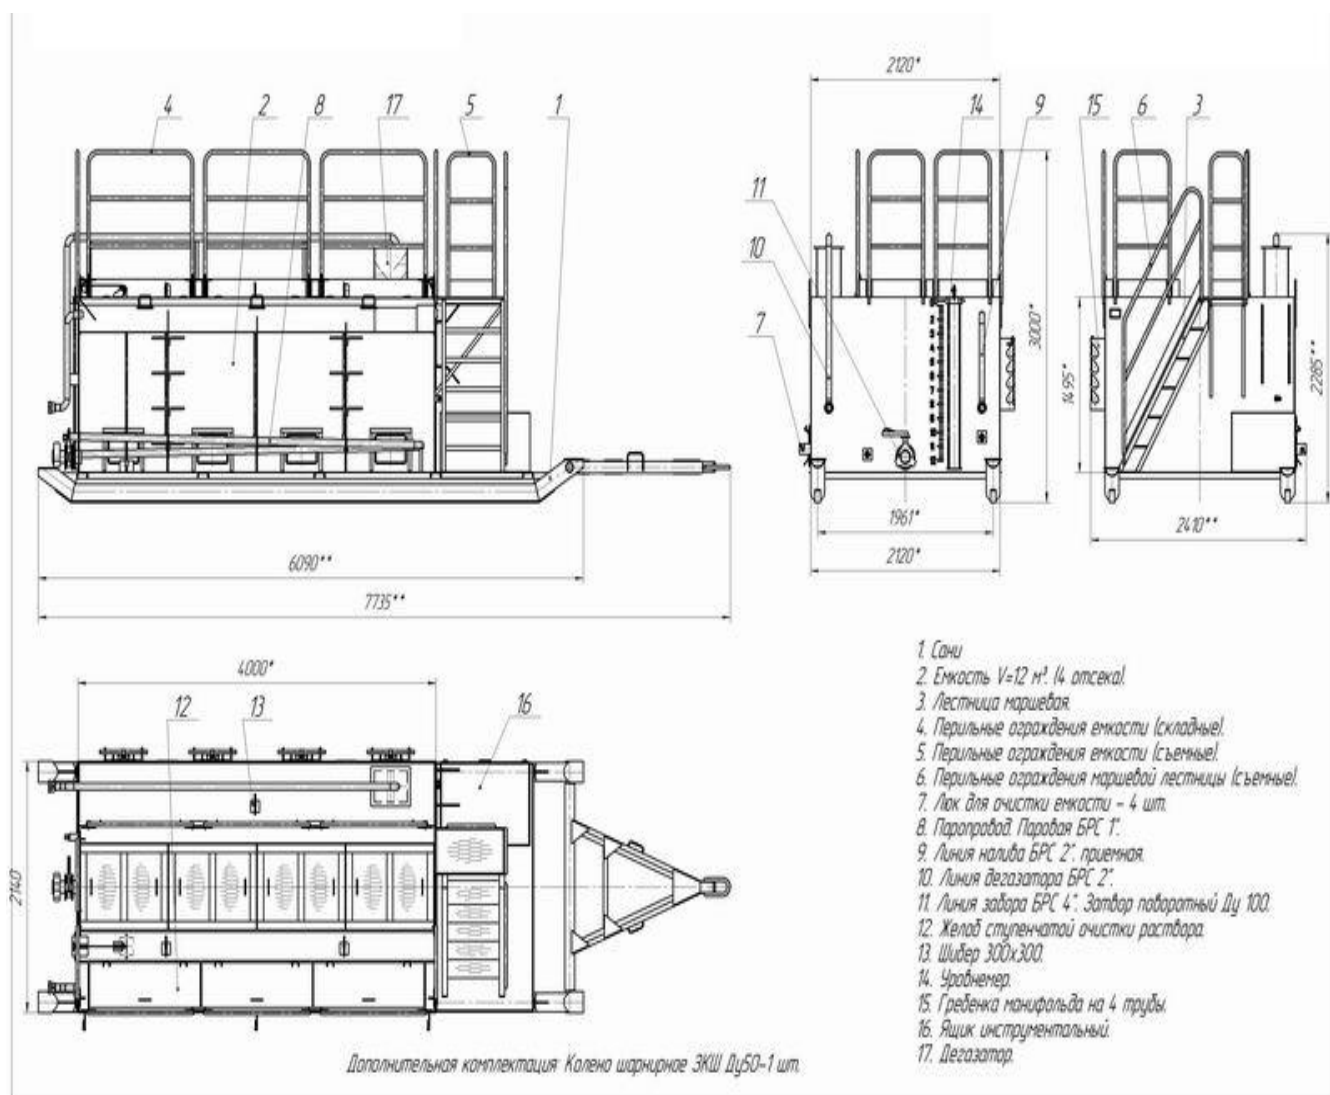 2120*
4 2 8 17 5 1 14 9 15 6 3
11
10
7
3000*
1495*
2285**
1961*
2410**
2120*
6090**
7735**
4000*
12 13 16
2140
1. Сани
2. Емкость V=12 м³. (4 отсека).
3. Лестница маршевая.
4. Перильные ограждения емкости (складные).
5. Перильные ограждения емкости (съемные).
6. Перильные ограждения маршевой лестницы (съемные).
7. Люк для очистки емкости - 4 шт.
8. Паропровод. Паровая БРС 1".
9. Линия налива БРС 2". приемная.
10. Линия дегазатора БРС 2".
11. Линия забора БРС 4". Затвор поворотный Ду 100.
12. Желоб ступенчатой очистки раствора.
13. Шибер 300х300.
14. Уровнемер.
15. Гребенка манифольда на 4 трубы.
16. Ящик инструментальный.
17. Дегазатор.
Дополнительная комплектация: Колено шарнирное ЭКШ Ду50-1 шт.